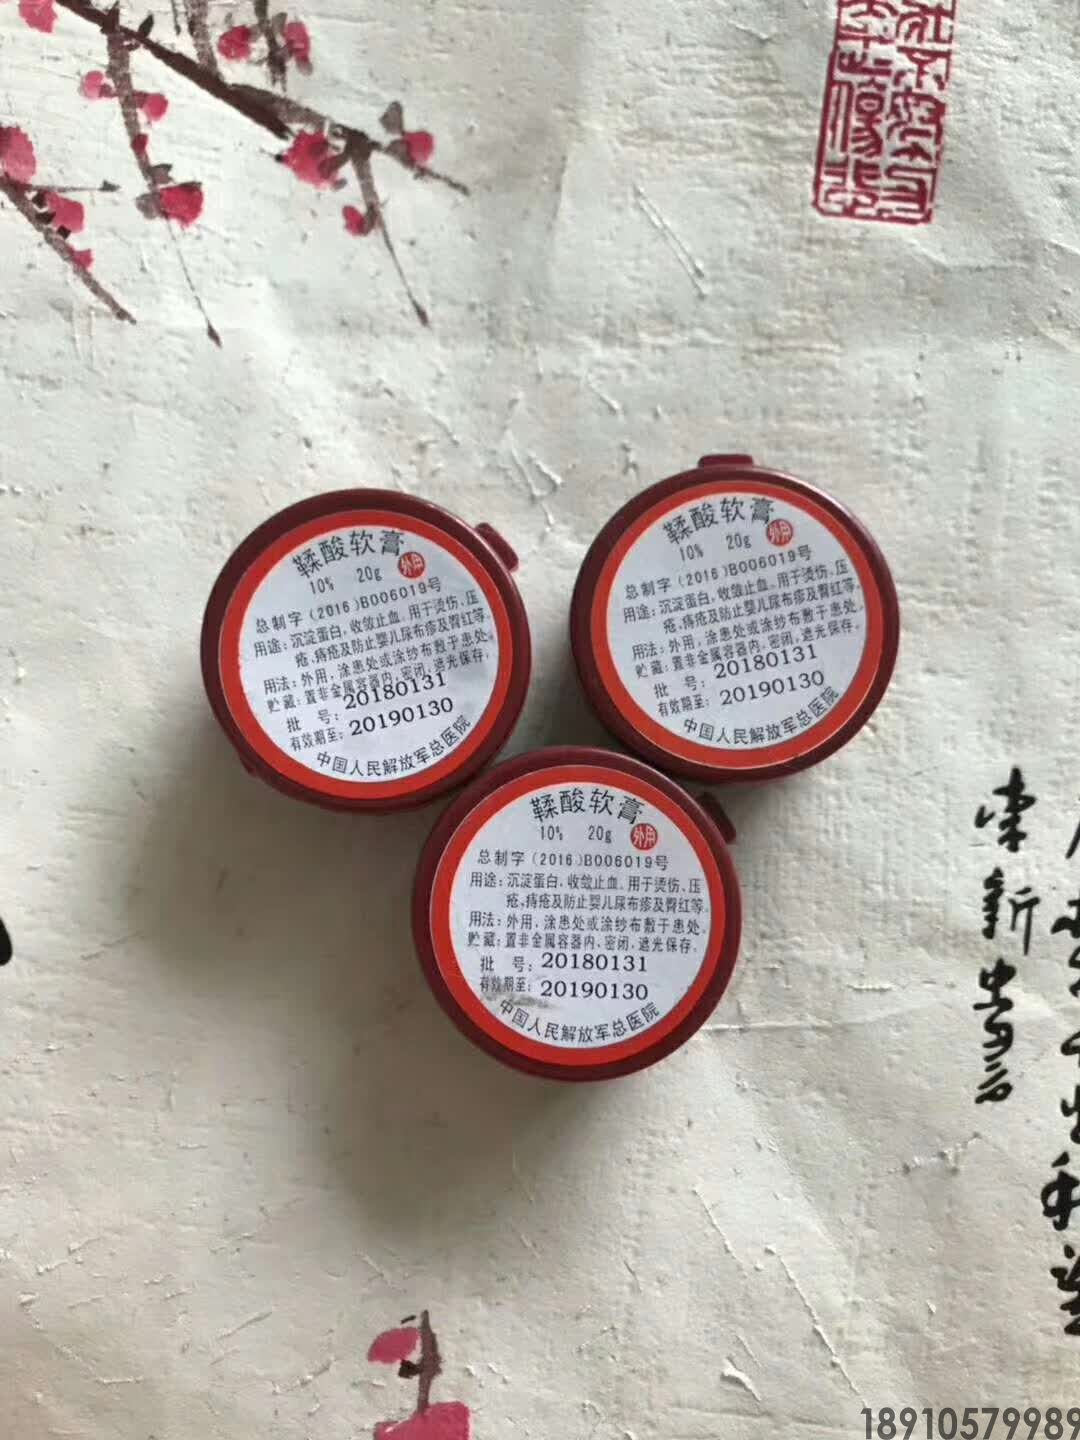 鞣酸软膏
10% 20g 外用
总制字(2016)B006019号
用途:沉淀蛋白,收敛止血。用于烫伤、压
疮、痔疮及防止婴儿尿布疹及臀红等。
用法:外用,涂患处或涂纱布敷于患处。
贮藏:置非金属容器内,密闭,遮光保存。
批 号:20180131
有效期至:20190130
中国人民解放军总医院
鞣酸软膏
10% 20g 外用
总制字(2016)B006019号
用途:沉淀蛋白,收敛止血。用于烫伤、压
疮、痔疮及防止婴儿尿布疹及臀红等。
用法:外用,涂患处或涂纱布敷于患处。
贮藏:置非金属容器内,密闭,遮光保存。
批 号:20180131
有效期至:20190130
中国人民解放军总医院
鞣酸软膏
10% 20g 外用
总制字(2016)B006019号
用途:沉淀蛋白,收敛止血。用于烫伤、压
疮、痔疮及防止婴儿尿布疹及臀红等。
用法:外用,涂患处或涂纱布敷于患处。
贮藏:置非金属容器内,密闭,遮光保存。
批 号:20180131
有效期至:20190130
中国人民解放军总医院
18910579989